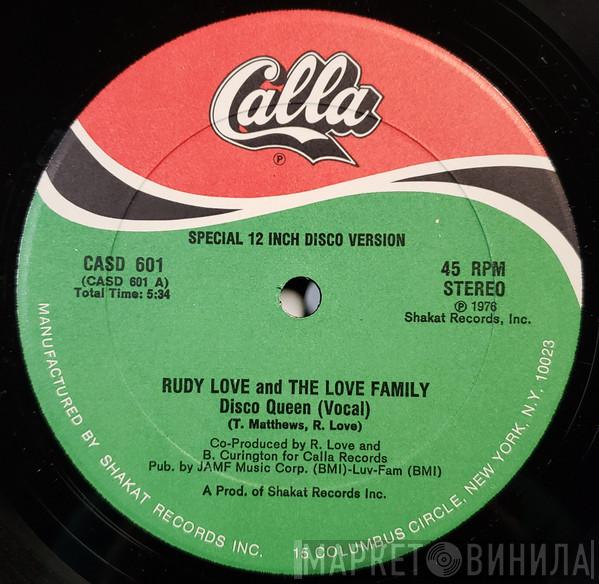 Calla
℗
SPECIAL 12 INCH DISCO VERSION
CASD 601
(CASD 601 A)
Total Time: 5:34
45 RPM
STEREO
℗ 1976
Shakat Records, Inc.
RUDY LOVE and THE LOVE FAMILY
Disco Queen (Vocal)
(T. Matthews, R. Love)
Co-Produced by R. Love and
B. Curington for Calla Records
Pub. by JAMF Music Corp. (BMI)-Luv-Fam (BMI)
A Prod. of Shakat Records Inc.
MANUFACTURED BY SHAKAT RECORDS INC. 15 COLUMBUS CIRCLE, NEW YORK, N.Y. 10023
МАРКЕТ ВИНИЛА